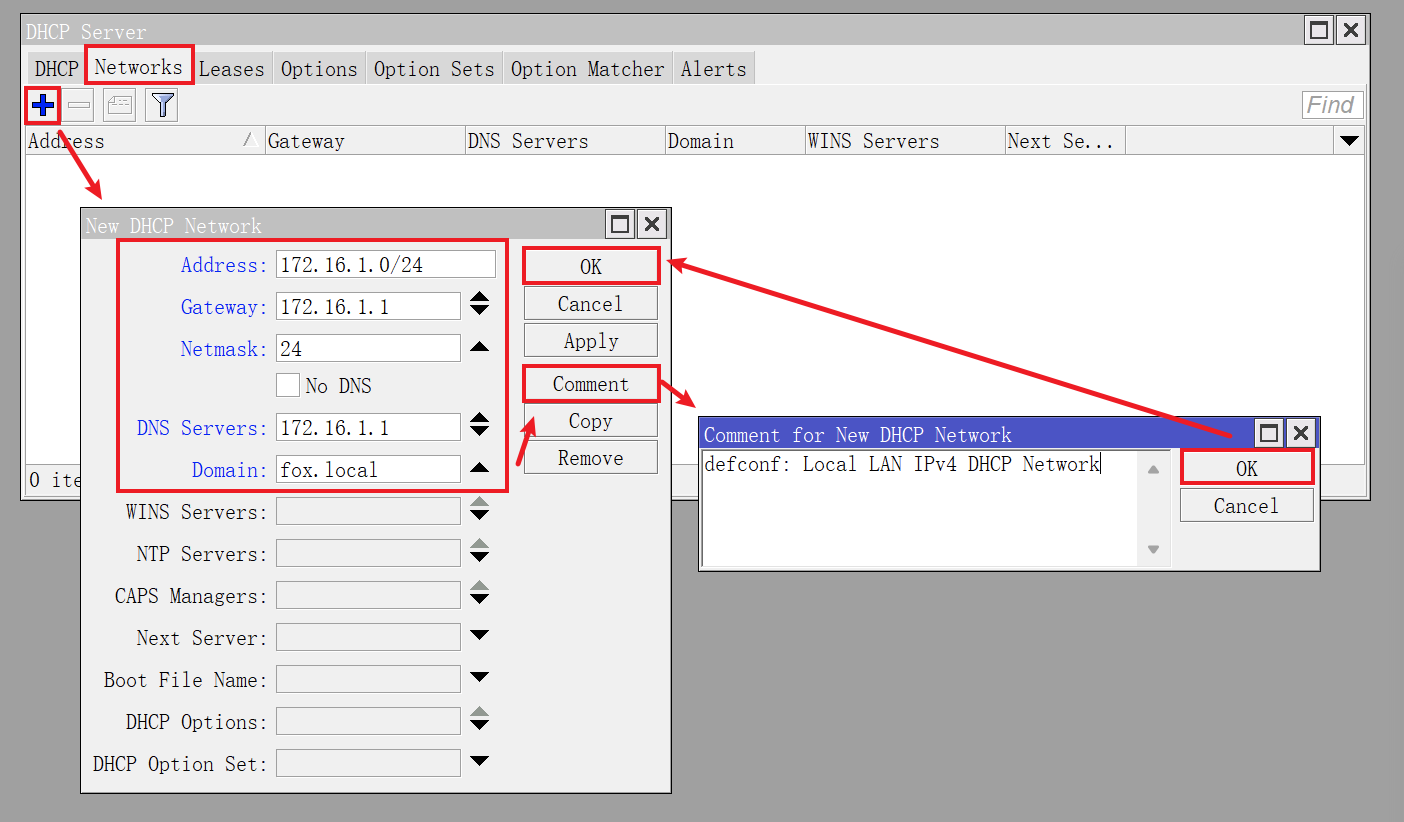 DHCP Server
DHCP Networks Leases Options Option Sets Option Matcher Alerts
Find
Address Gateway DNS Servers Domain WINS Servers Next Se...
New DHCP Network
Address: 172.16.1.0/24
OK
Gateway: 172.16.1.1
Cancel
Netmask: 24
Apply
No DNS
Comment
DNS Servers: 172.16.1.1
Copy
Domain: fox.local
Remove
0 ite
WINS Servers:
NTP Servers:
CAPS Managers:
Next Server:
Boot File Name:
DHCP Options:
DHCP Option Set:
Comment for New DHCP Network
defconf: Local LAN IPv4 DHCP Network
OK
Cancel